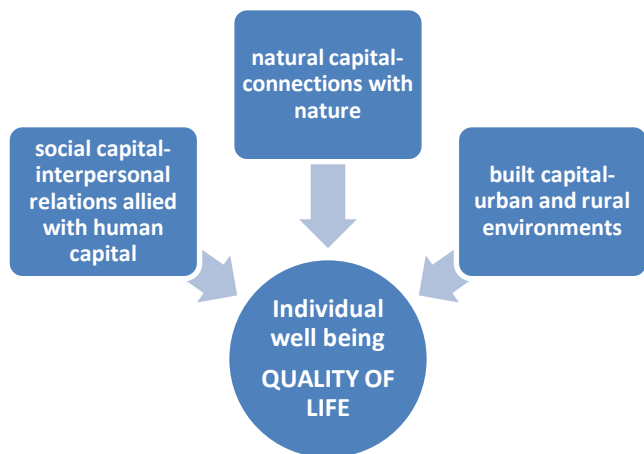 natural capital-
connections with
nature
social capital-
interpersonal
relations allied
with human
capital
built capital-
urban and rural
environments
Individual
well being
QUALITY OF
LIFE